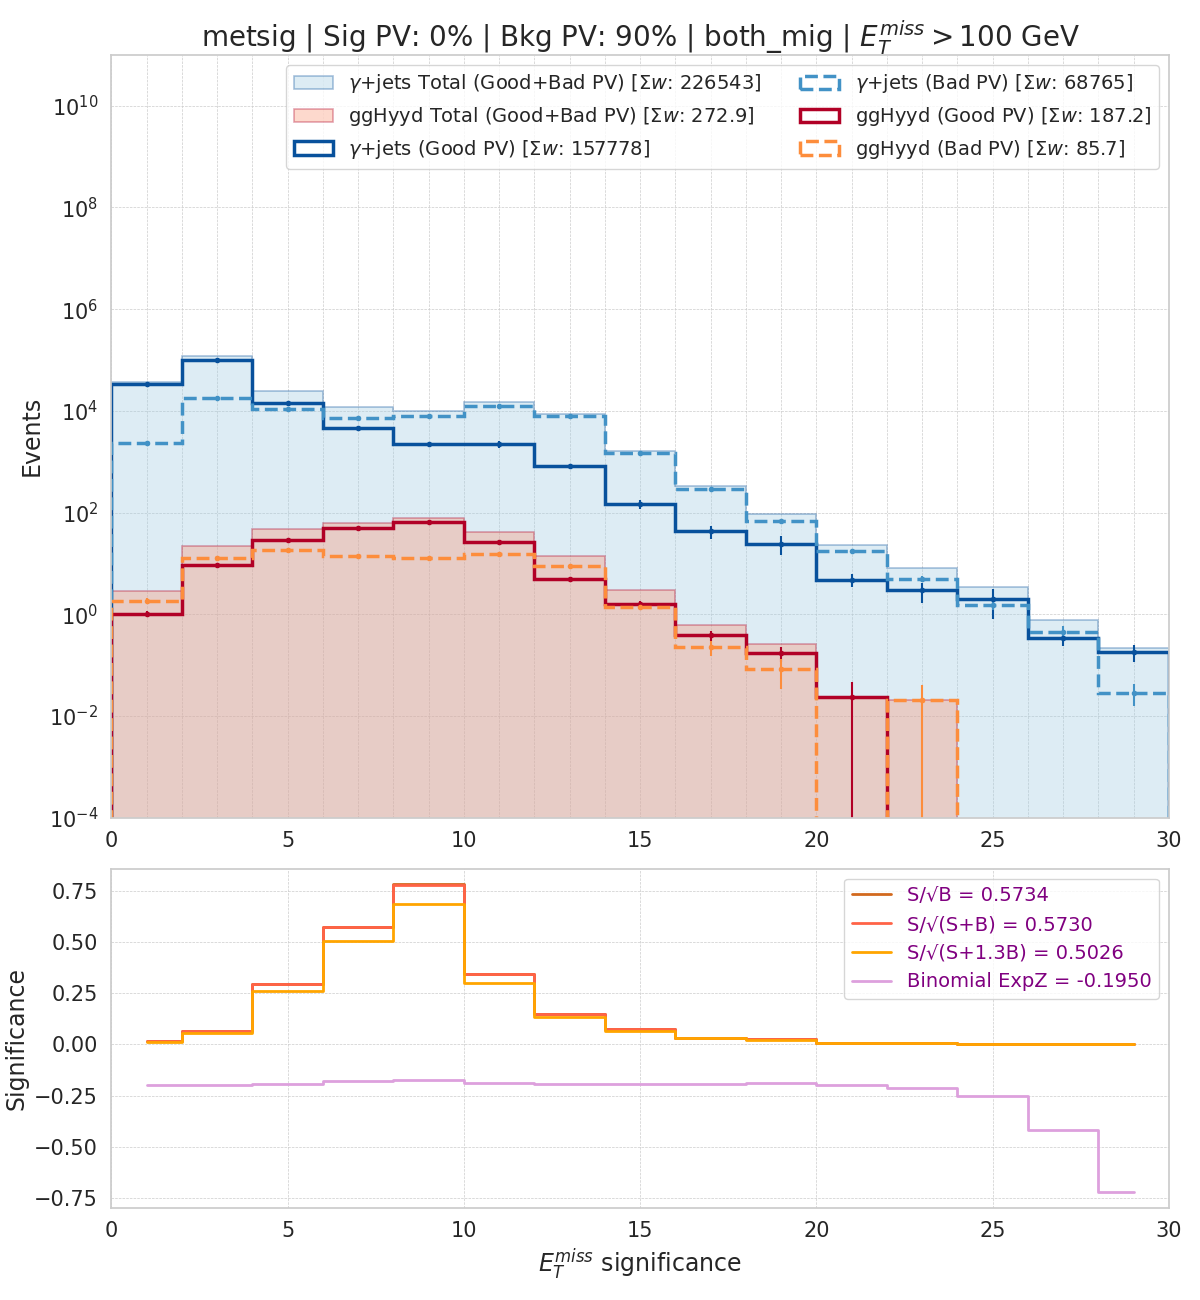 metsig | Sig PV: 0% | Bkg PV: 90% | both_mig | $E_T^{miss} > 100$ GeV
γ+jets Total (Good+Bad PV) [Σw: 226543]
ggHyyd Total (Good+Bad PV) [Σw: 272.9]
γ+jets (Good PV) [Σw: 157778]
γ+jets (Bad PV) [Σw: 68765]
ggHyyd (Good PV) [Σw: 187.2]
ggHyyd (Bad PV) [Σw: 85.7]
Events
10^{10}
10^8
10^6
10^4
10^2
10^0
10^{−2}
10^{−4}
0 5 10 15 20 25 30
Significance
0.75
0.50
0.25
0.00
−0.25
−0.50
−0.75
S/√B = 0.5734
S/√(S+B) = 0.5730
S/√(S+1.3B) = 0.5026
Binomial ExpZ = -0.1950
0 5 10 15 20 25 30
$E_T^{miss}$ significance